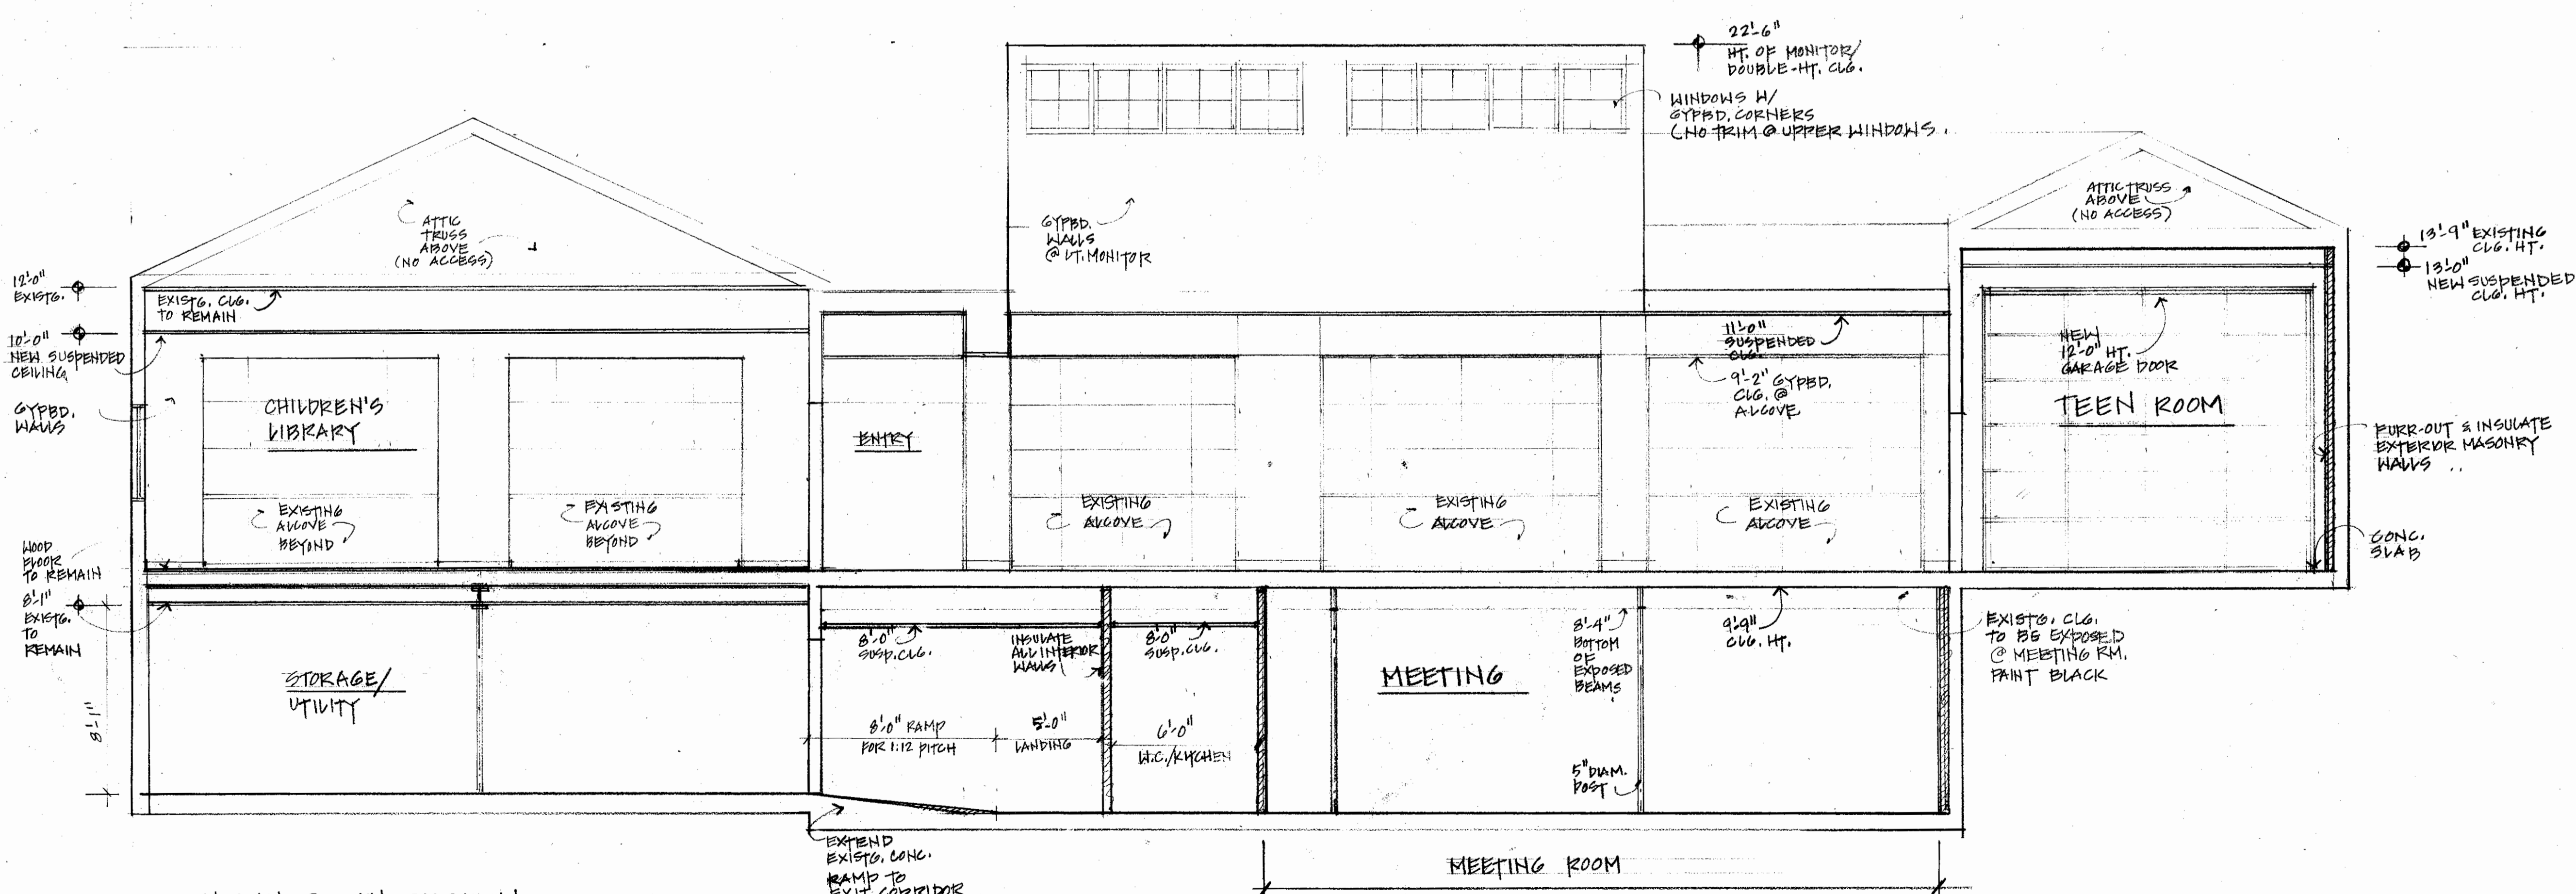 22'-6"
HT. OF MONITOR/
DOUBLE-HT. CLG.
WINDOWS W/
GYPBD. CORNERS
(NO TRIM @ UPPER WINDOWS.
ATTIC
TRUSS
ABOVE
(NO ACCESS)
GYPBD.
WALLS
@ LT. MONITOR
ATTIC TRUSS
ABOVE
(NO ACCESS)
13'-9" EXISTING
CLG. HT.
13'-0"
NEW SUSPENDED
CLG. HT.
12'-0"
EXISTG.
EXISTG. CLG.
TO REMAIN
10'-0"
NEW SUSPENDED
CEILING
GYPBD.
WALLS
CHILDREN'S
LIBRARY
ENTRY
11'-0"
SUSPENDED
CLG.
9'-2" GYPBD.
CLG. @
ALCOVE
NEW
12'-0" HT.
GARAGE DOOR
TEEN ROOM
FURR-OUT & INSULATE
EXTERIOR MASONRY
WALLS
CONC.
SLAB
EXISTING
ALCOVE
BEYOND
EXISTING
ALCOVE
BEYOND
EXISTING
ALCOVE
EXISTING
ALCOVE
EXISTING
ALCOVE
WOOD
FLOOR
TO REMAIN
8'-1"
EXISTG.
TO
REMAIN
8'-1"
STORAGE/
UTILITY
8'-0"
SUSP. CLG.
INSULATE
ALL INTERIOR
WALLS
8'-0"
SUSP. CLG.
8'-0" RAMP
FOR 1:12 PITCH
5'-0"
LANDING
6'-0"
W.C./KITCHEN
MEETING
8'-4"
BOTTOM
OF
EXPOSED
BEAMS
9'-9"
CLG. HT.
5" DIAM.
POST
EXISTG. CLG.
TO BE EXPOSED
@ MEETING RM.
PAINT BLACK
EXTEND
EXISTG. CONC.
RAMP TO
EXIT CORRIDOR
MEETING ROOM